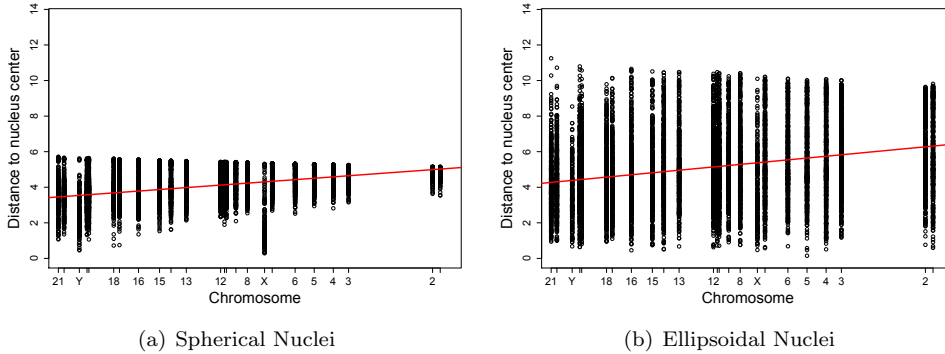 14
12
10
8
6
4
2
0
Distance to nucleus center
21 Y 18 16 15 13 12 8 X 6 5 4 3 2
Chromosome
(a) Spherical Nuclei
14
12
10
8
6
4
2
0
Distance to nucleus center
21 Y 18 16 15 13 12 8 X 6 5 4 3 2
Chromosome
(b) Ellipsoidal Nuclei